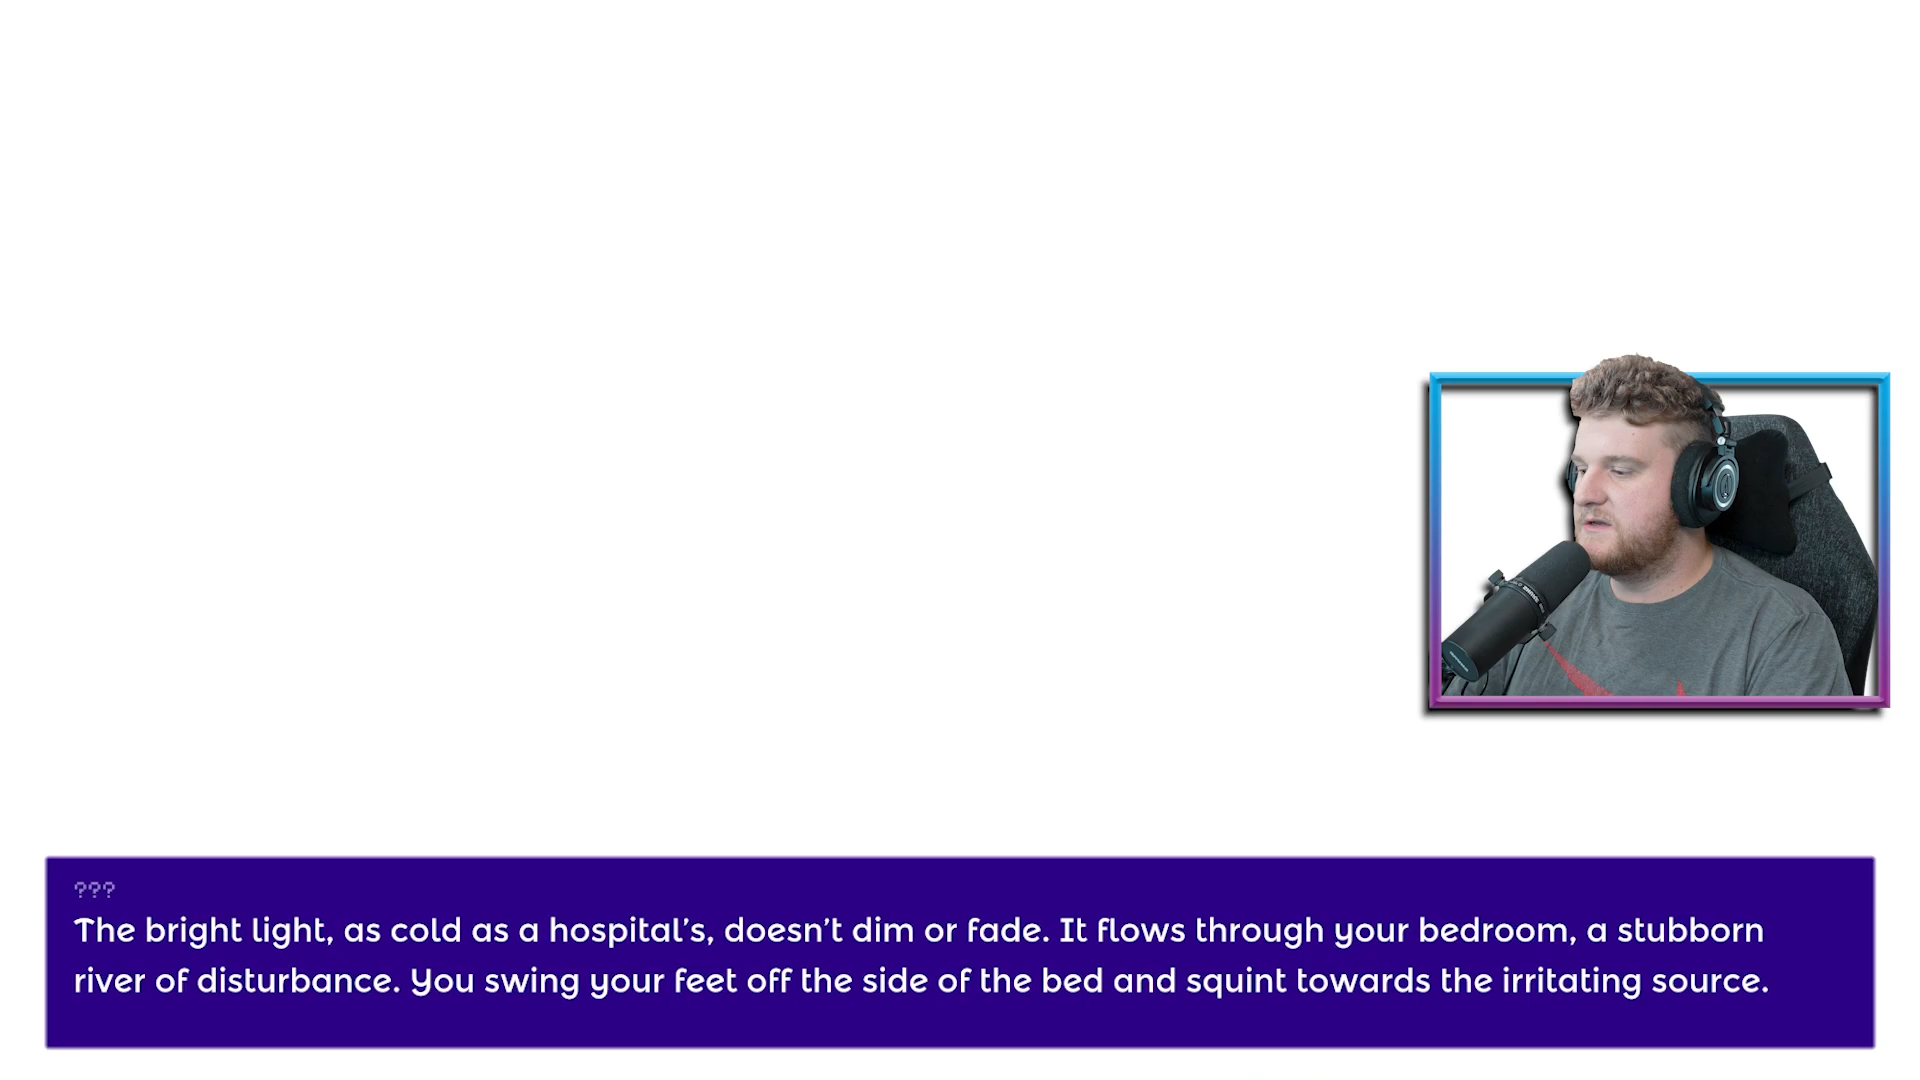 ???
The bright light, as cold as a hospital’s, doesn’t dim or fade. It flows through your bedroom, a stubborn
river of disturbance. You swing your feet off the side of the bed and squint towards the irritating source.